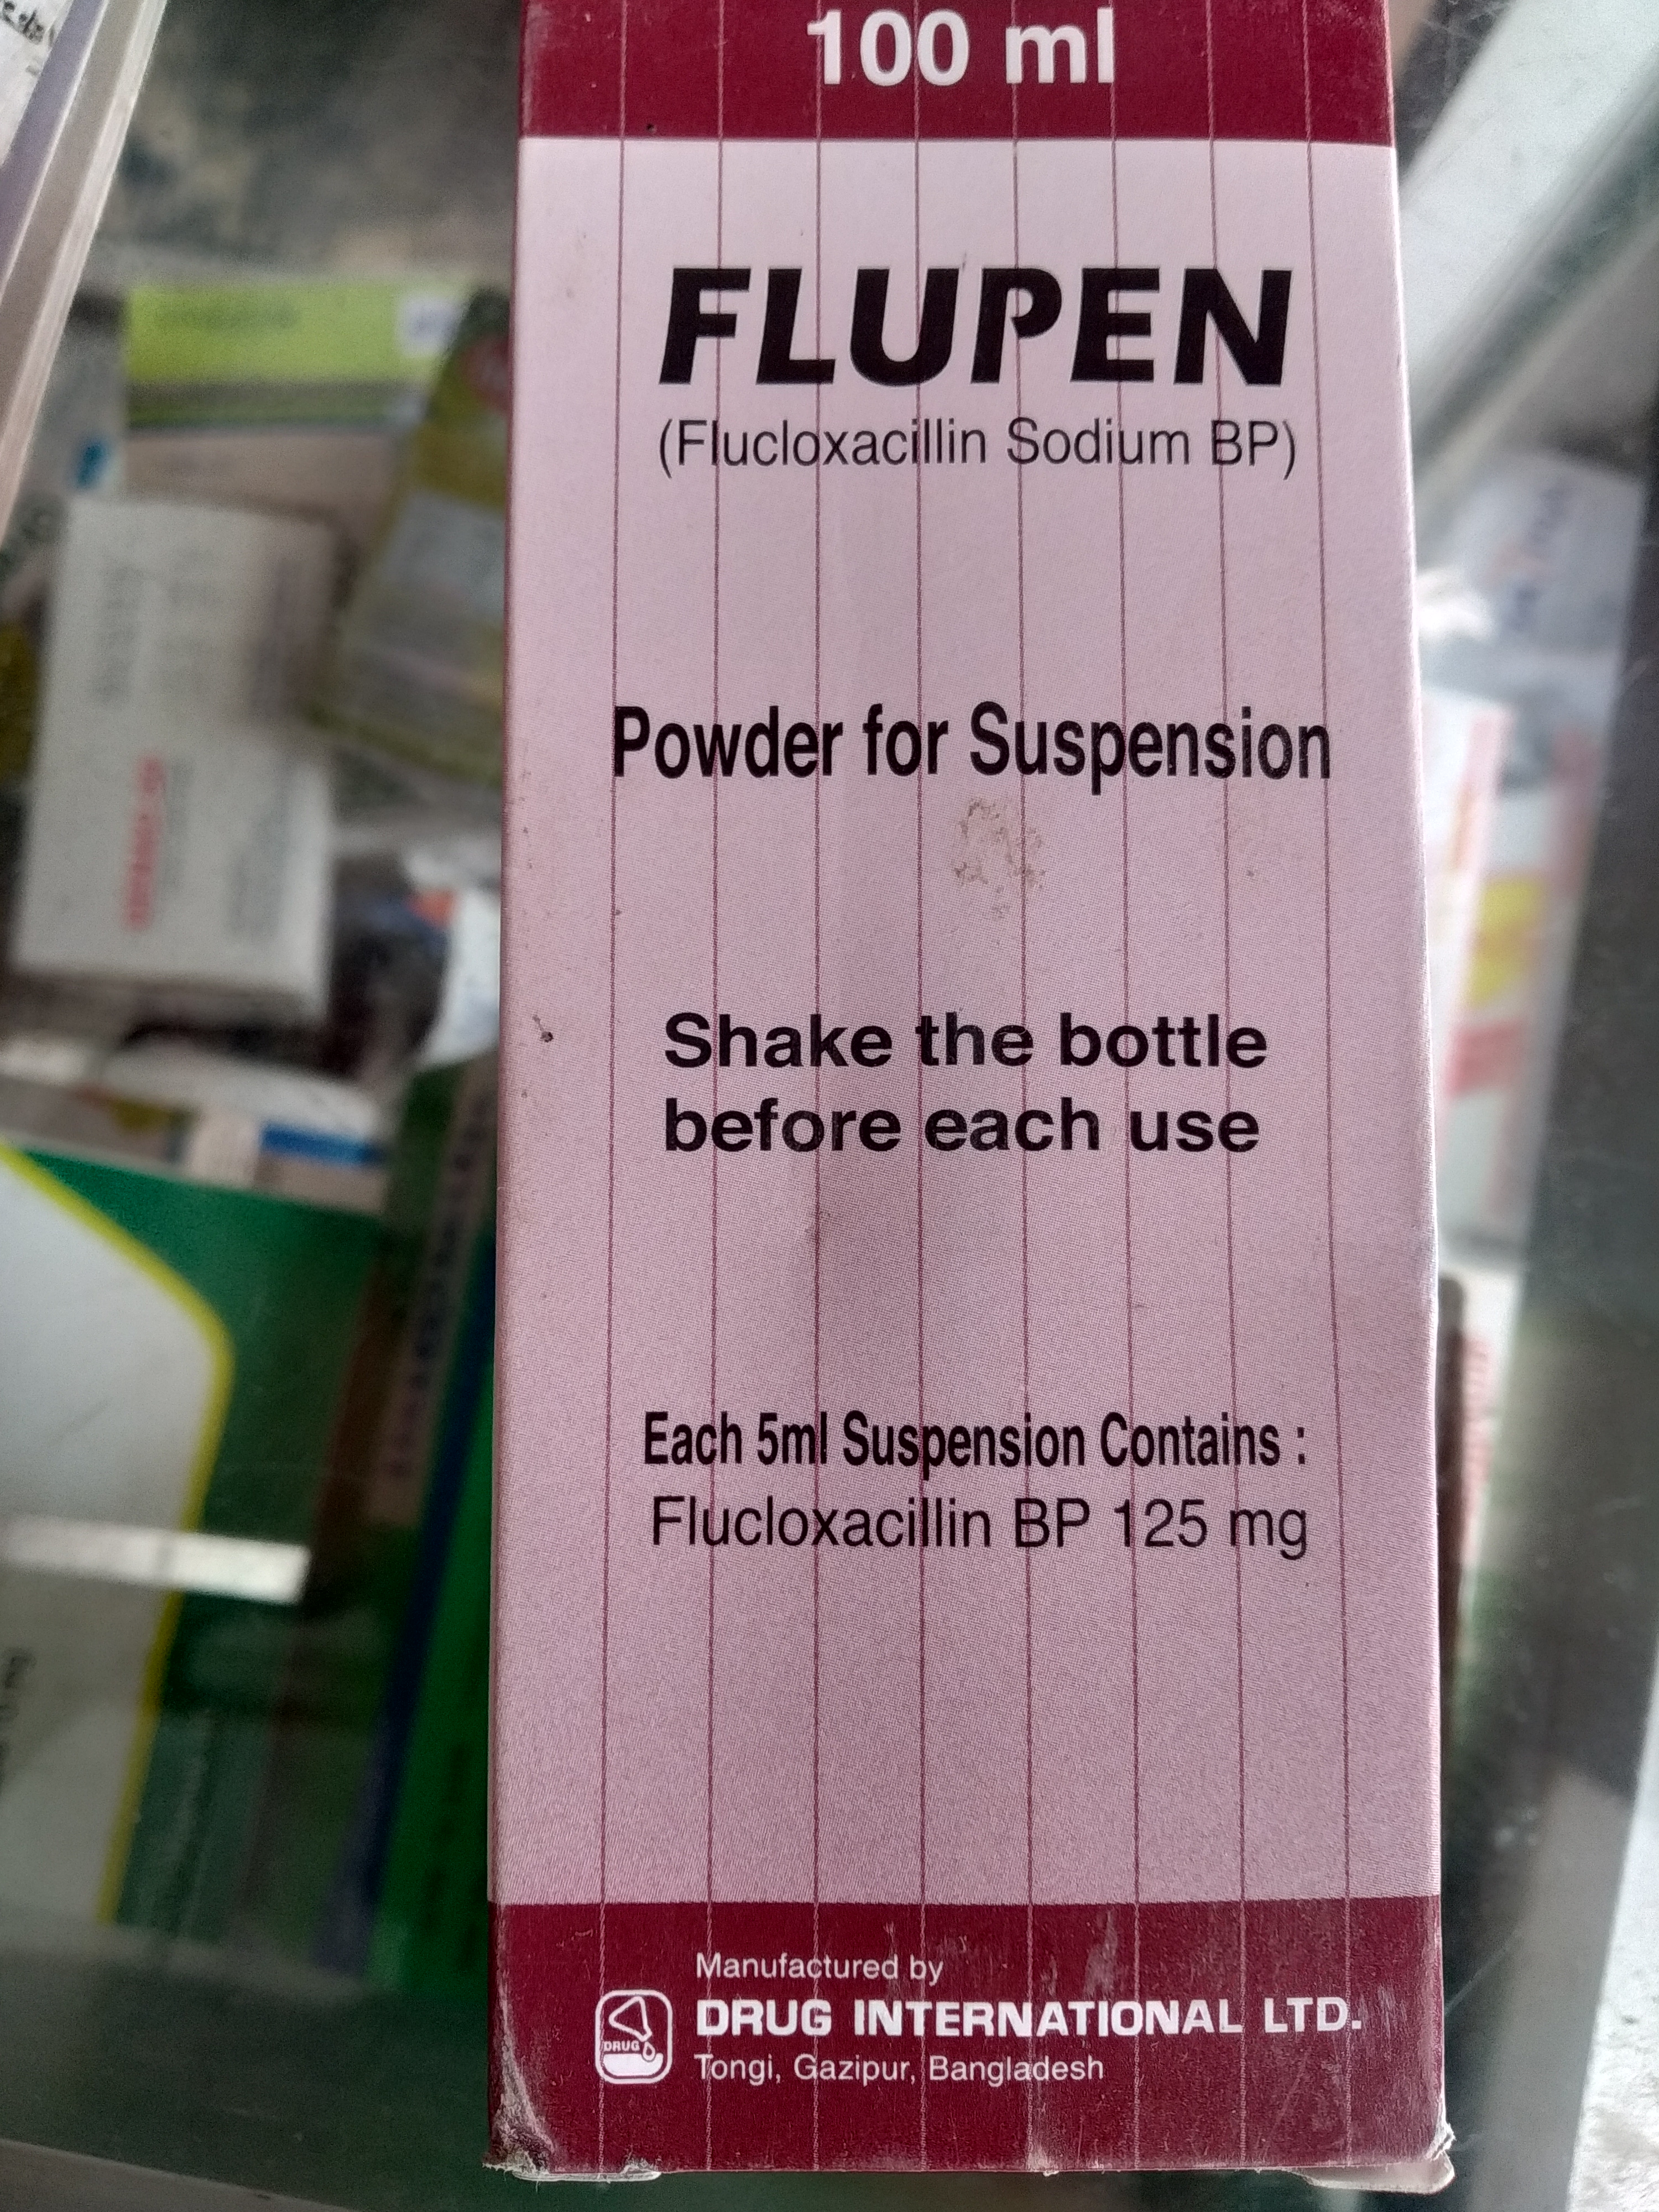 100 ml
FLUPEN
(Flucloxacillin Sodium BP)
Powder for Suspension
Shake the bottle
before each use
Each 5ml Suspension Contains :
Flucloxacillin BP 125 mg
Manufactured by
DRUG INTERNATIONAL LTD.
Tongi, Gazipur, Bangladesh
DRUG